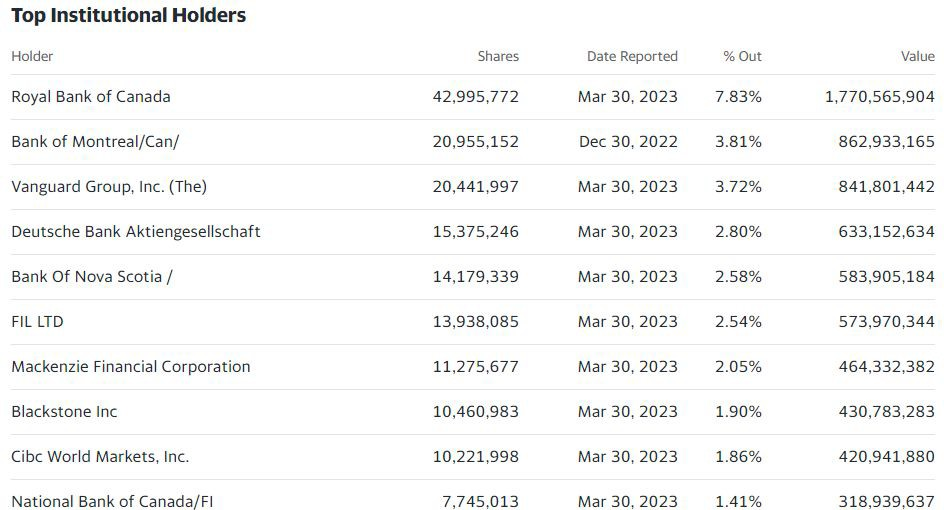 Top Institutional Holders
Holder Shares Date Reported % Out Value
Royal Bank of Canada 42,995,772 Mar 30, 2023 7.83% 1,770,565,904
Bank of Montreal/Can/ 20,955,152 Dec 30, 2022 3.81% 862,933,165
Vanguard Group, Inc. (The) 20,441,997 Mar 30, 2023 3.72% 841,801,442
Deutsche Bank Aktiengesellschaft 15,375,246 Mar 30, 2023 2.80% 633,152,634
Bank Of Nova Scotia / 14,179,339 Mar 30, 2023 2.58% 583,905,184
FIL LTD 13,938,085 Mar 30, 2023 2.54% 573,970,344
Mackenzie Financial Corporation 11,275,677 Mar 30, 2023 2.05% 464,332,382
Blackstone Inc 10,460,983 Mar 30, 2023 1.90% 430,783,283
Cibc World Markets, Inc. 10,221,998 Mar 30, 2023 1.86% 420,941,880
National Bank of Canada/FI 7,745,013 Mar 30, 2023 1.41% 318,939,637